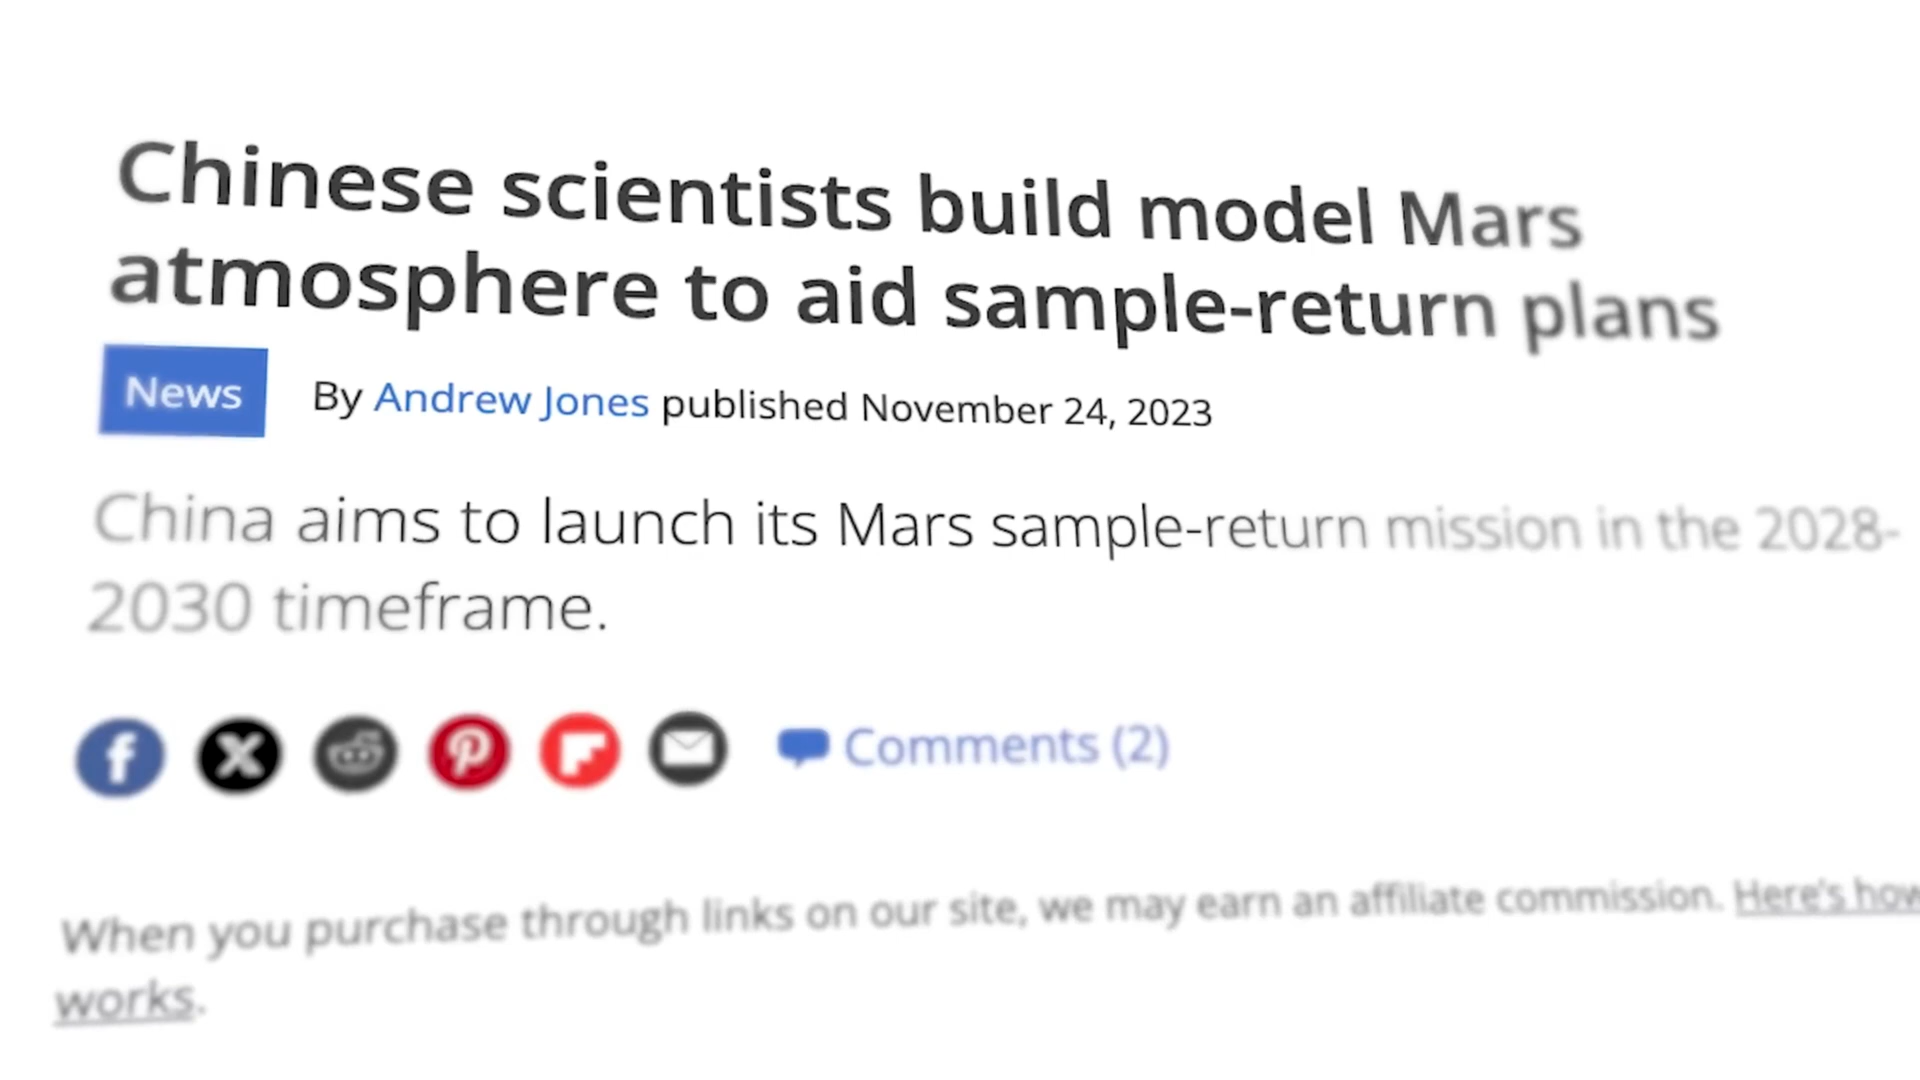 Chinese scientists build model Mars
atmosphere to aid sample-return plans
News
By Andrew Jones published November 24, 2023
China aims to launch its Mars sample-return mission in the 2028-
2030 timeframe.
Comments (2)
When you purchase through links on our site, we may earn an affiliate commission. Here's how
works.